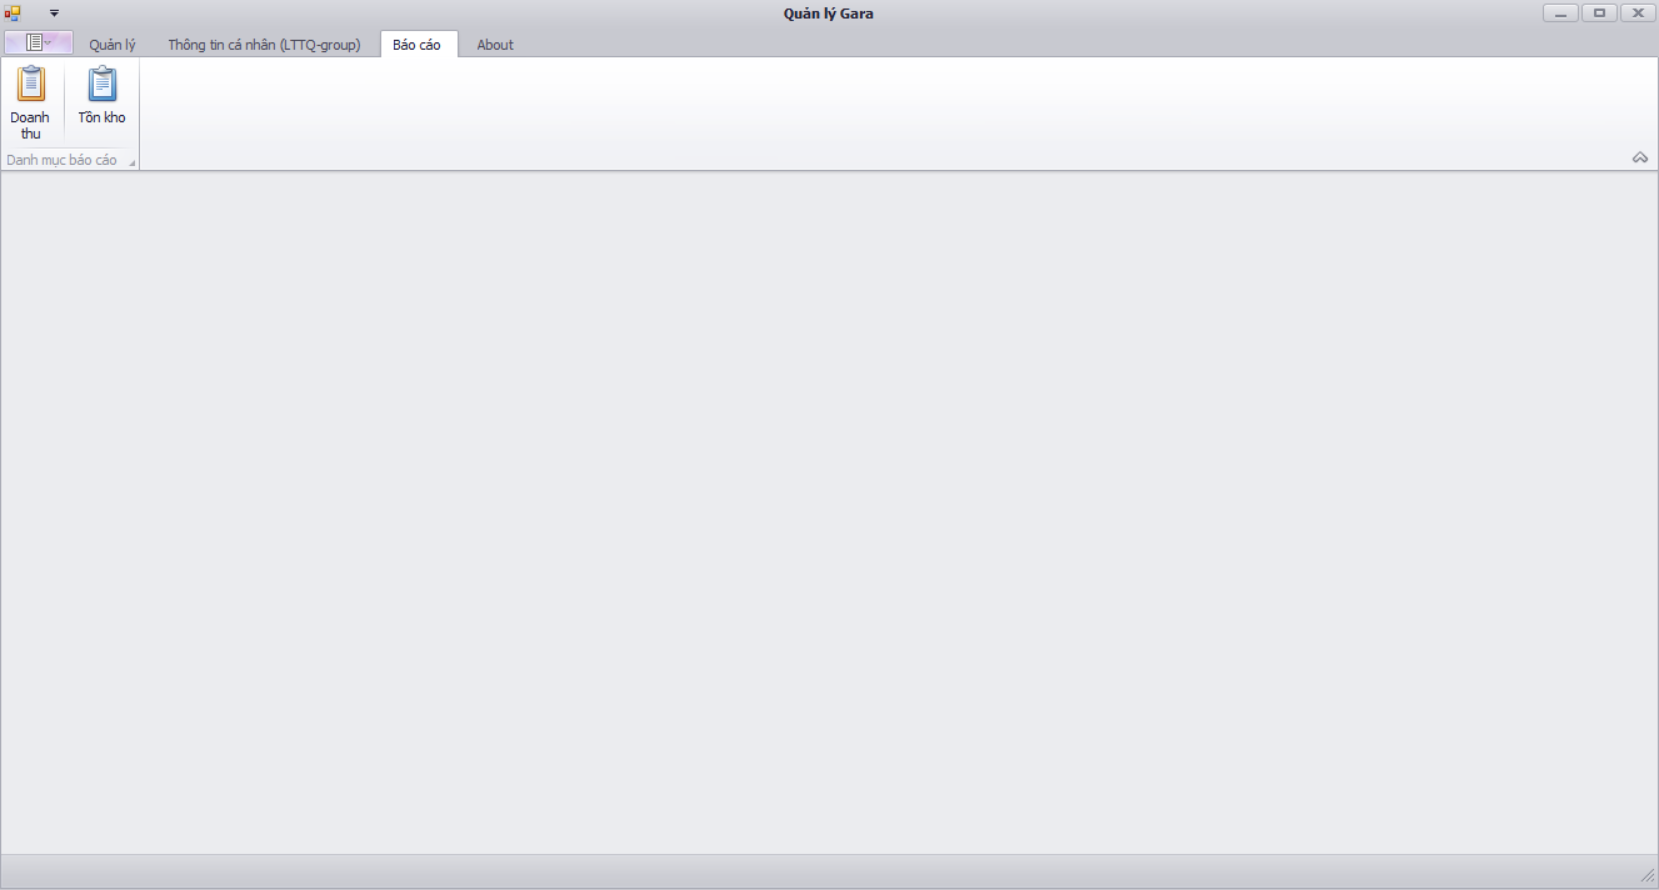 Quản lý Gara
Quản lý
Thông tin cá nhân (LTTQ-group)
Báo cáo
About
Doanh
thu
Tồn kho
Danh mục báo cáo